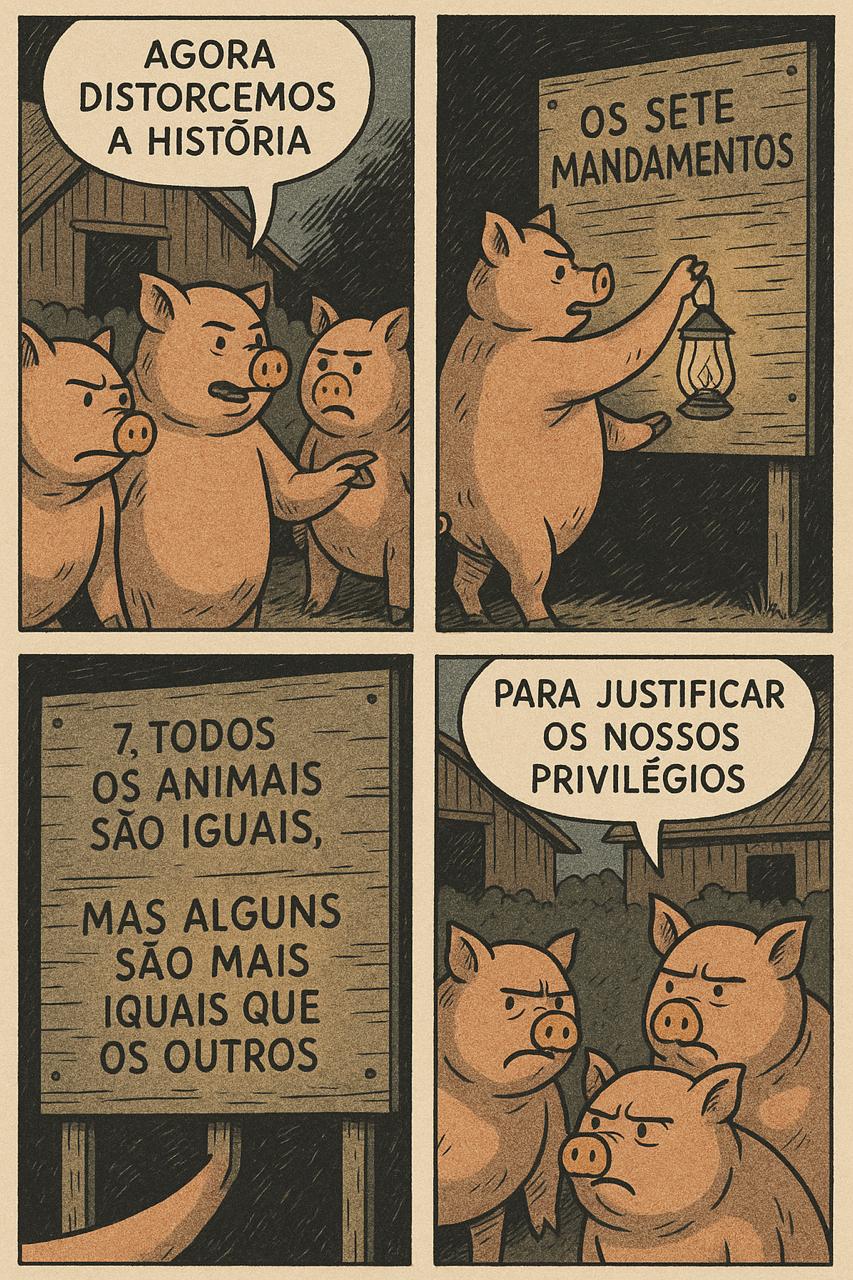 AGORA
DISTORCEMOS
A HISTŌRIA
OS SETE
MANDAMENTOS
7, TODOS
OS ANIMAIS
SÃO IGUAIS,
MAS ALGUNS
SÃO MAIS
IQUAIS QUE
OS OUTROS
PARA JUSTIFICAR
OS NOSSOS
PRIVILÉGIOS